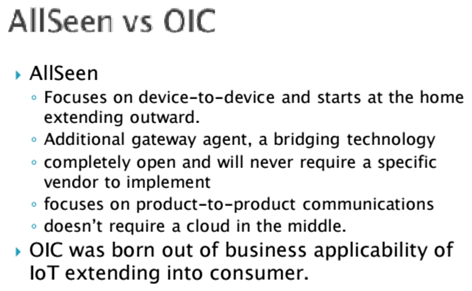 AllSeen vs OIC
AllSeen
Focuses on device-to-device and starts at the home
extending outward.
Additional gateway agent, a bridging technology
completely open and will never require a specific
vendor to implement
focuses on product-to-product communications
doesn't require a cloud in the middle.
OIC was born out of business applicability of
IoT extending into consumer.